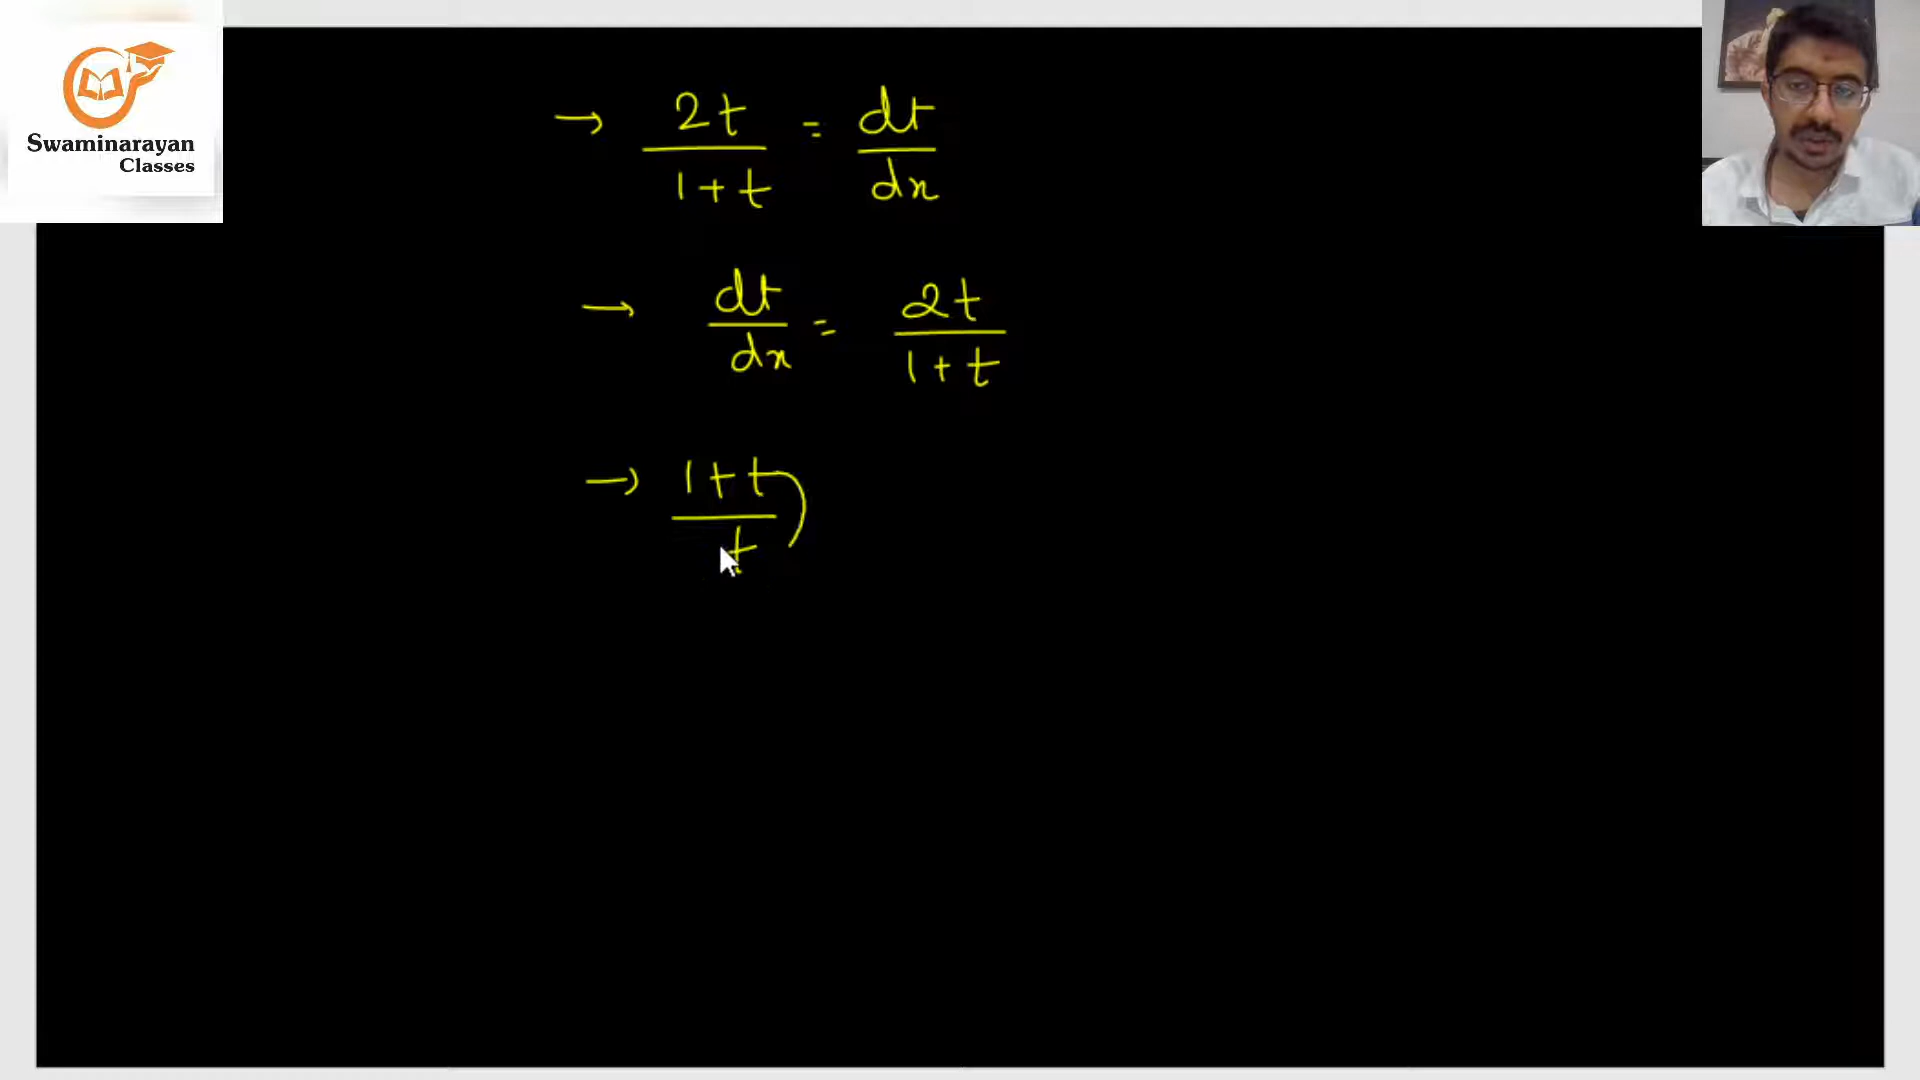 Swaminarayan
Classes
→ 2t / 1+t = dt / dx
→ dt / dx = 2t / 1+t
→ 1+t / t )